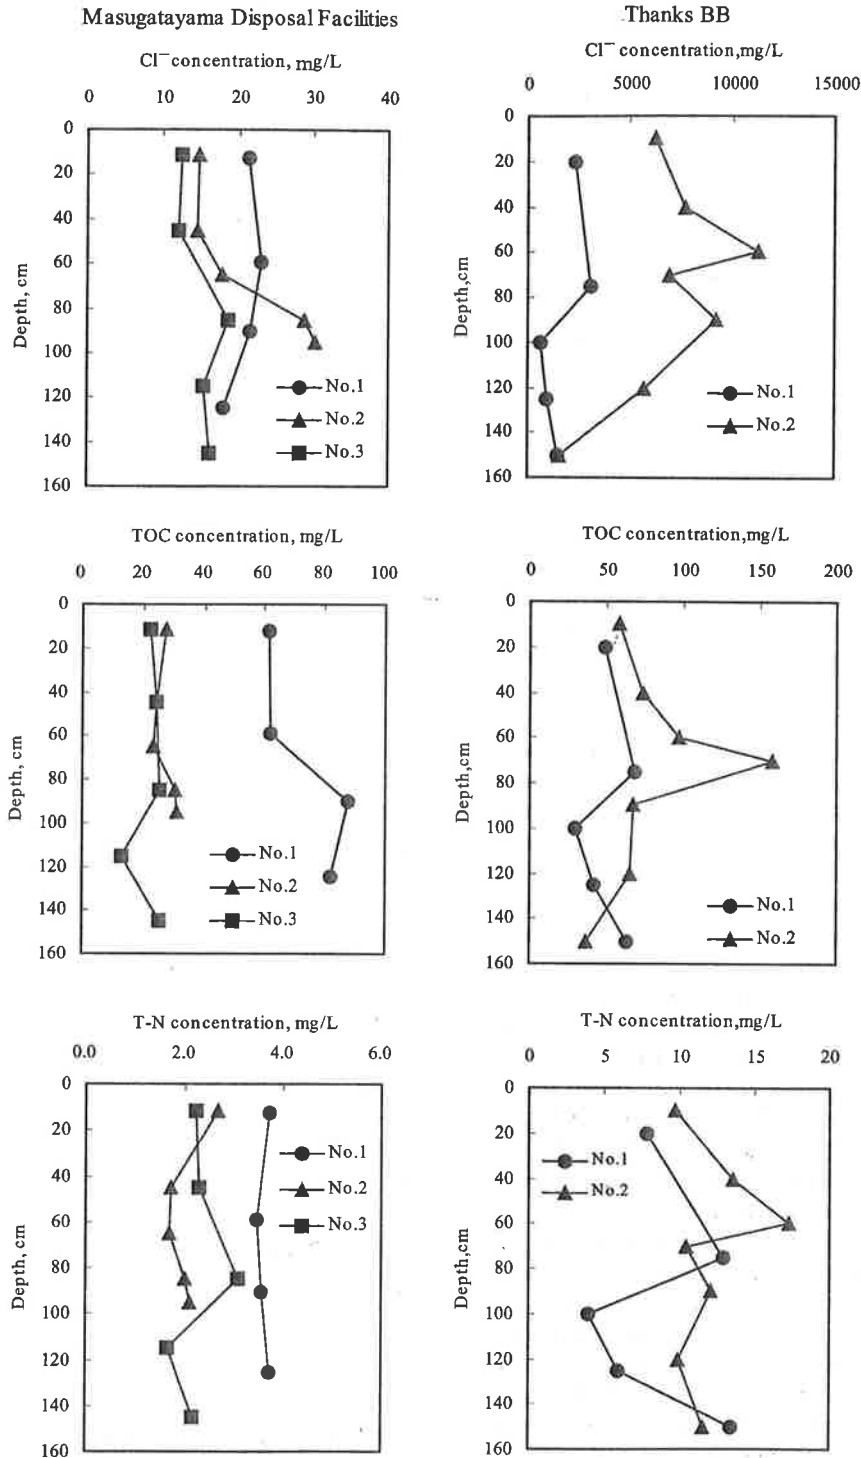 Masugatayama Disposal Facilities
Cl⁻ concentration, mg/L
0 10 20 30 40
0
20
40
60
80
100
120
140
160
Depth, cm
No.1
No.2
No.3
Thanks BB
Cl⁻ concentration,mg/L
0 5000 10000 15000
0
20
40
60
80
100
120
140
160
Depth,cm
No.1
No.2
TOC concentration, mg/L
0 20 40 60 80 100
0
20
40
60
80
100
120
140
160
Depth, cm
No.1
No.2
No.3
TOC concentration,mg/L
0 50 100 150 200
0
20
40
60
80
100
120
140
160
Depth,cm
No.1
No.2
T-N concentration, mg/L
0.0 2.0 4.0 6.0
0
20
40
60
80
100
120
140
160
Depth, cm
No.1
No.2
No.3
T-N concentration,mg/L
0 5 10 15 20
0
20
40
60
80
100
120
140
160
Depth,cm
No.1
No.2